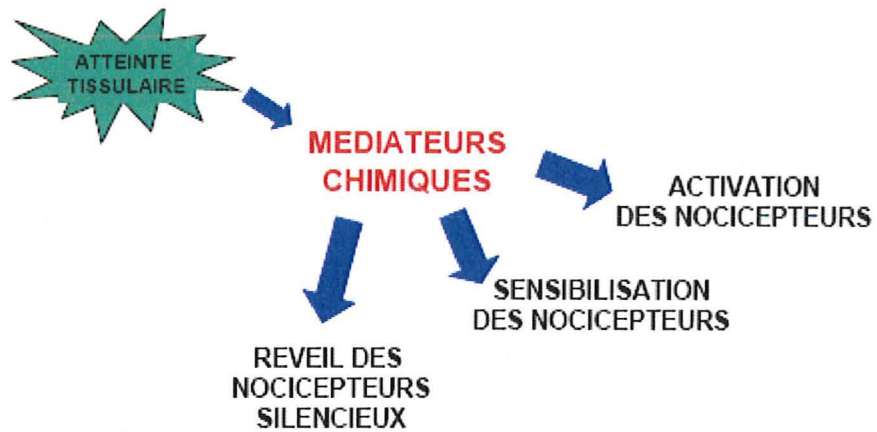 ATTEINTE
TISSULAIRE
MEDIATEURS
CHIMIQUES
ACTIVATION
DES NOCICEPTEURS
SENSIBILISATION
DES NOCICEPTEURS
REVEIL DES
NOCICEPTEURS
SILENCIEUX